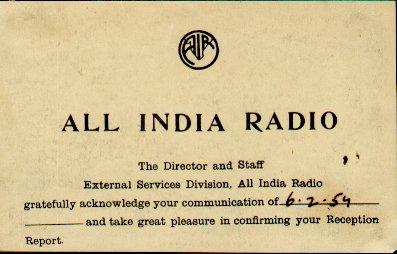 AIR
ALL INDIA RADIO
The Director and Staff
External Services Division, All India Radio
gratefully acknowledge your communication of 6.2.54
and take great pleasure in confirming your Reception
Report.